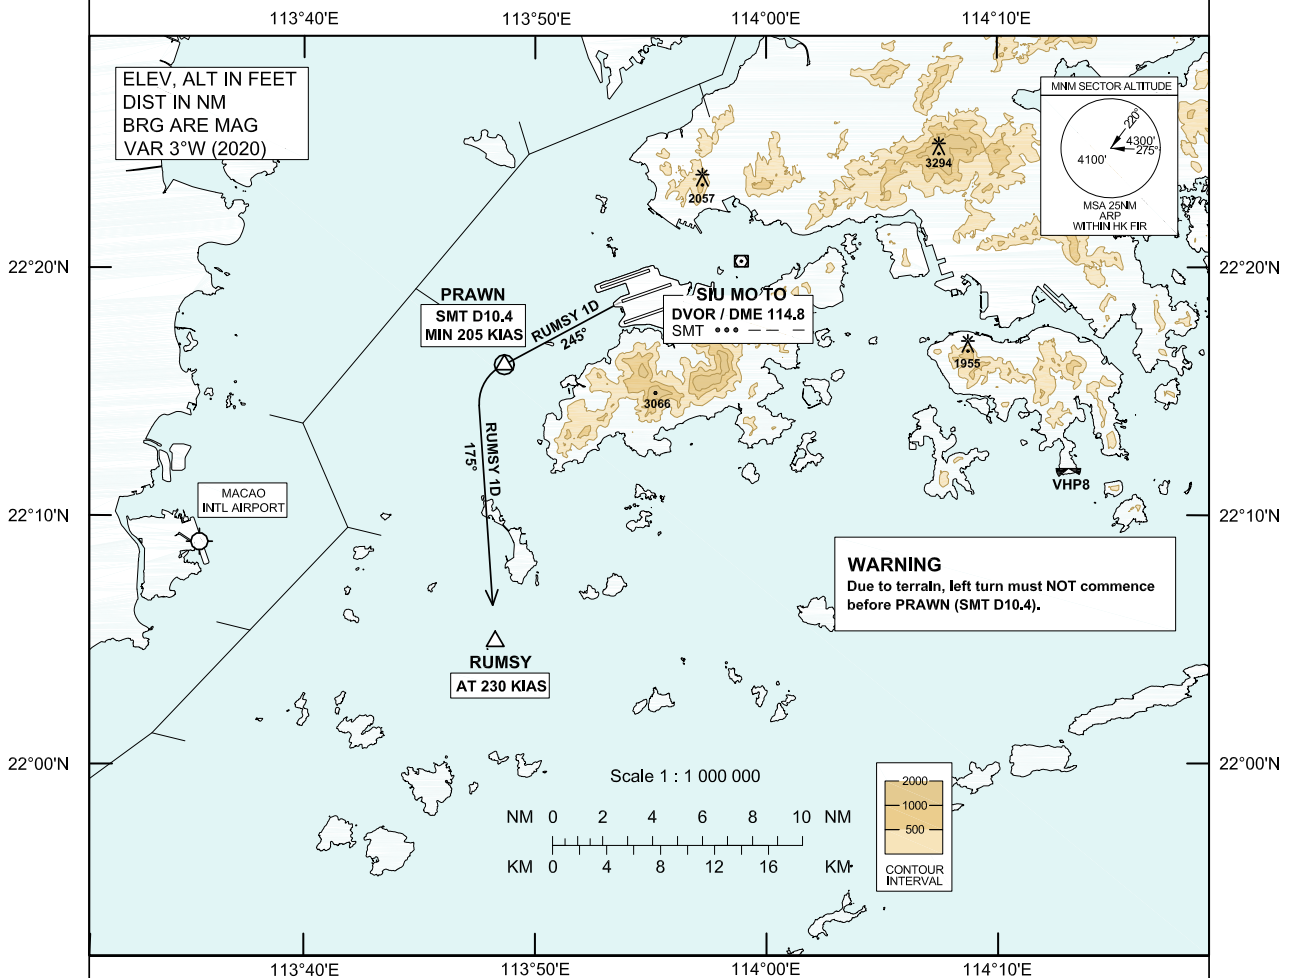 113°40'E
113°50'E
114°00'E
114°10'E
ELEV, ALT IN FEET
DIST IN NM
BRG ARE MAG
VAR 3°W (2020)
MNM SECTOR ALTITUDE
220°
4300'
275°
4100'
MSA 25NM
ARP
WITHIN HK FIR
3294
2057
22°20'N
22°20'N
PRAWN
SMT D10.4
MIN 205 KIAS
RUMSY 1D
245°
SIU MO TO
DVOR / DME 114.8
SMT ••• — — —
1955
3066
RUMSY 1D
175°
VHP8
MACAO
INTL AIRPORT
22°10'N
22°10'N
WARNING
Due to terrain, left turn must NOT commence
before PRAWN (SMT D10.4).
RUMSY
AT 230 KIAS
22°00'N
22°00'N
Scale 1 : 1 000 000
NM 0 2 4 6 8 10 NM
KM 0 4 8 12 16 KM
2000
1000
500
CONTOUR
INTERVAL
113°40'E
113°50'E
114°00'E
114°10'E